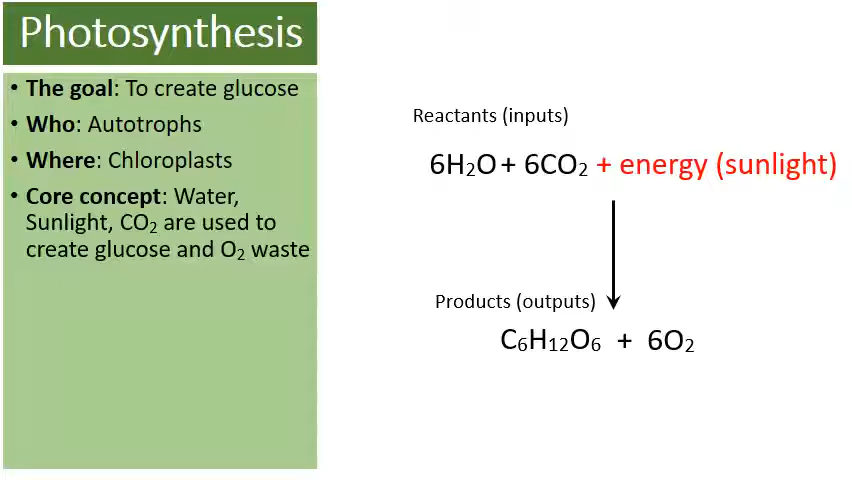 Photosynthesis
• The goal: To create glucose
• Who: Autotrophs
• Where: Chloroplasts
• Core concept: Water,
Sunlight, CO₂ are used to
create glucose and O₂ waste
Reactants (inputs)
6H₂O + 6CO₂ + energy (sunlight)
Products (outputs)
C₆H₁₂O₆ + 6O₂